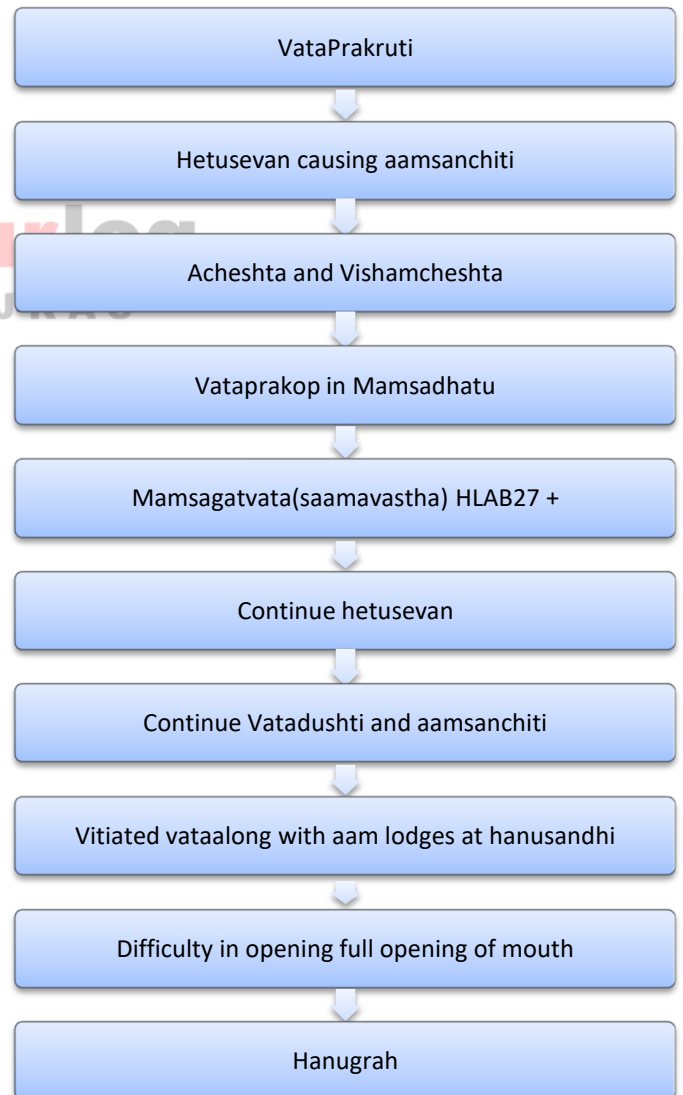 VataPrakruti
Hetusevan causing aamsanchiti
Acheshta and Vishamcheshta
Vataprakop in Mamsadhatu
Mamsagatvata(saamavastha) HLAB27 +
Continue hetusevan
Continue Vatadushti and aamsanchiti
Vitiated vataalong with aam lodges at hanusandhi
Difficulty in opening full opening of mouth
Hanugrah